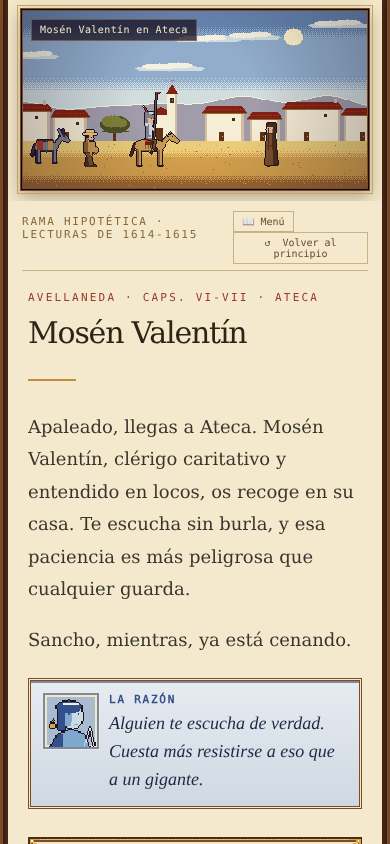 Mosén Valentín en Ateca
RAMA HIPOTÉTICA ·
LECTURAS DE 1614-1615
📖 Menú
↺ Volver al
principio
AVELLANEDA · CAPS. VI-VII · ATECA
Mosén Valentín
Apaleado, llegas a Ateca. Mosén
Valentín, clérigo caritativo y
entendido en locos, os recoge en su
casa. Te escucha sin burla, y esa
paciencia es más peligrosa que
cualquier guarda.
Sancho, mientras, ya está cenando.
LA RAZÓN
Alguien te escucha de verdad.
Cuesta más resistirse a eso que
a un gigante.